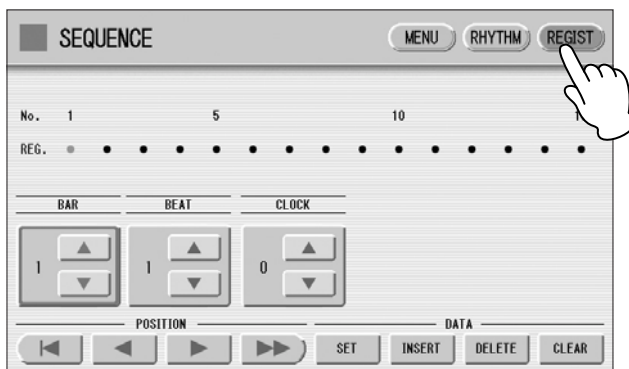 SEQUENCE MENU RHYTHM REGIST
No. 1 5 10
REG.
BAR BEAT CLOCK
1 1 0
POSITION DATA
SET INSERT DELETE CLEAR